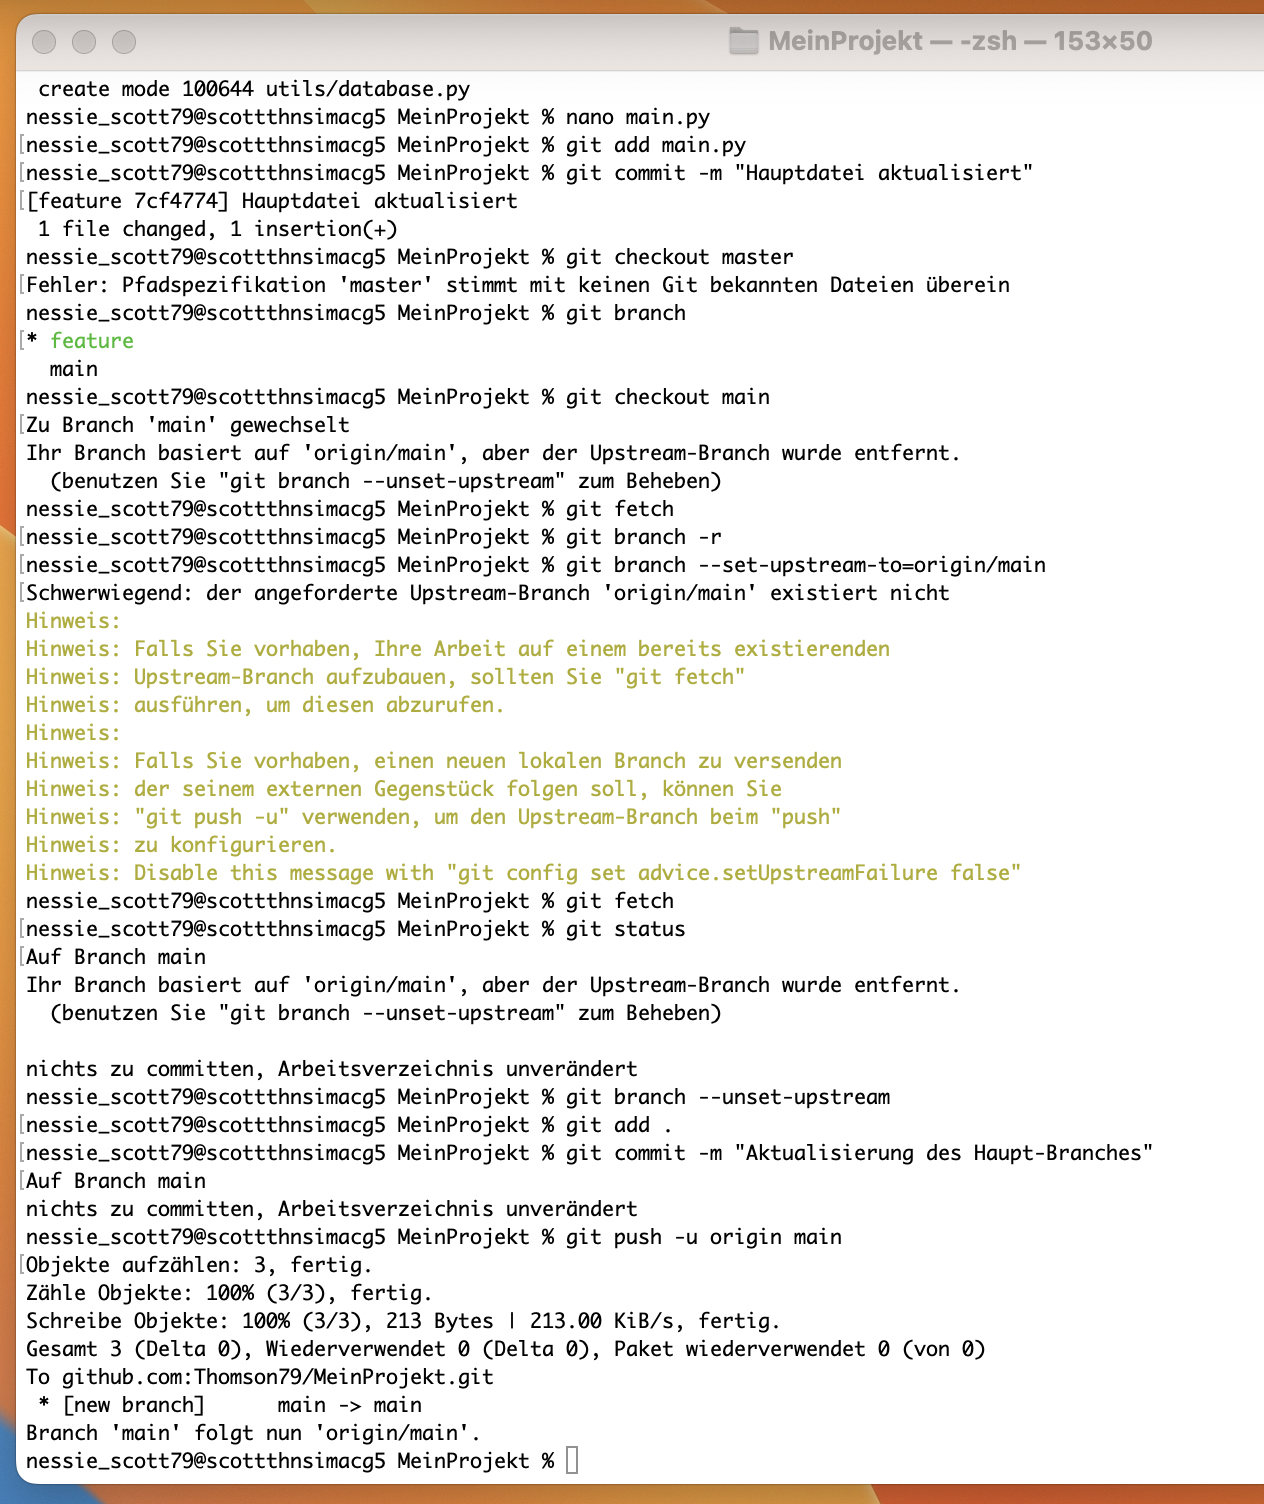 MeinProjekt — -zsh — 153×50
create mode 100644 utils/database.py
nessie_scott79@scottthnsimacg5 MeinProjekt % nano main.py
[nessie_scott79@scottthnsimacg5 MeinProjekt % git add main.py
[nessie_scott79@scottthnsimacg5 MeinProjekt % git commit -m "Hauptdatei aktualisiert"
[[feature 7cf4774] Hauptdatei aktualisiert
1 file changed, 1 insertion(+)
nessie_scott79@scottthnsimacg5 MeinProjekt % git checkout master
[Fehler: Pfadspezifikation 'master' stimmt mit keinen Git bekannten Dateien überein
nessie_scott79@scottthnsimacg5 MeinProjekt % git branch
[* feature
main
nessie_scott79@scottthnsimacg5 MeinProjekt % git checkout main
[Zu Branch 'main' gewechselt
Ihr Branch basiert auf 'origin/main', aber der Upstream-Branch wurde entfernt.
(benutzen Sie "git branch --unset-upstream" zum Beheben)
nessie_scott79@scottthnsimacg5 MeinProjekt % git fetch
[nessie_scott79@scottthnsimacg5 MeinProjekt % git branch -r
[nessie_scott79@scottthnsimacg5 MeinProjekt % git branch --set-upstream-to=origin/main
[Schwerwiegend: der angeforderte Upstream-Branch 'origin/main' existiert nicht
Hinweis:
Hinweis: Falls Sie vorhaben, Ihre Arbeit auf einem bereits existierenden
Hinweis: Upstream-Branch aufzubauen, sollten Sie "git fetch"
Hinweis: ausführen, um diesen abzurufen.
Hinweis:
Hinweis: Falls Sie vorhaben, einen neuen lokalen Branch zu versenden
Hinweis: der seinem externen Gegenstück folgen soll, können Sie
Hinweis: "git push -u" verwenden, um den Upstream-Branch beim "push"
Hinweis: zu konfigurieren.
Hinweis: Disable this message with "git config set advice.setUpstreamFailure false"
nessie_scott79@scottthnsimacg5 MeinProjekt % git fetch
[nessie_scott79@scottthnsimacg5 MeinProjekt % git status
[Auf Branch main
Ihr Branch basiert auf 'origin/main', aber der Upstream-Branch wurde entfernt.
(benutzen Sie "git branch --unset-upstream" zum Beheben)
nichts zu committen, Arbeitsverzeichnis unverändert
nessie_scott79@scottthnsimacg5 MeinProjekt % git branch --unset-upstream
[nessie_scott79@scottthnsimacg5 MeinProjekt % git add .
[nessie_scott79@scottthnsimacg5 MeinProjekt % git commit -m "Aktualisierung des Haupt-Branches"
[Auf Branch main
nichts zu committen, Arbeitsverzeichnis unverändert
nessie_scott79@scottthnsimacg5 MeinProjekt % git push -u origin main
[Objekte aufzählen: 3, fertig.
Zähle Objekte: 100% (3/3), fertig.
Schreibe Objekte: 100% (3/3), 213 Bytes | 213.00 KiB/s, fertig.
Gesamt 3 (Delta 0), Wiederverwendet 0 (Delta 0), Paket wiederverwendet 0 (von 0)
To github.com:Thomson79/MeinProjekt.git
* [new branch]      main -> main
Branch 'main' folgt nun 'origin/main'.
nessie_scott79@scottthnsimacg5 MeinProjekt %